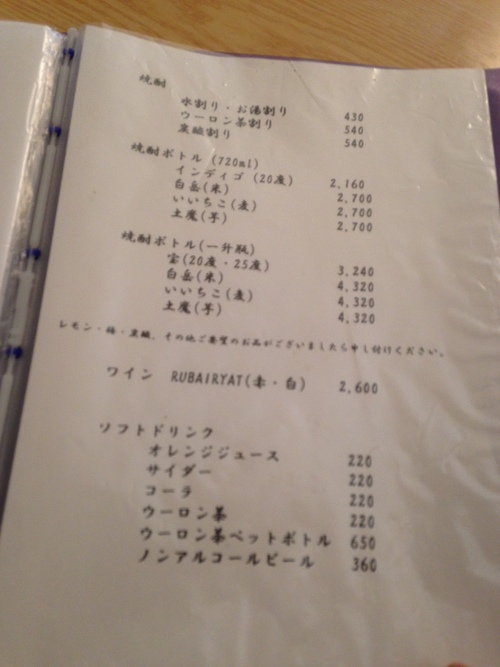 焼酎
水割り・お湯割り 430
ウーロン茶割り 540
炭酸割り 540
焼酎ボトル (720ml)
インディゴ (20度) 2,160
白岳(米) 2,700
いいちこ(麦) 2,700
土魔(芋) 2,700
焼酎ボトル(一升瓶)
宝(20度・25度) 3,240
白岳(米) 4,320
いいちこ(麦) 4,320
土魔(芋) 4,320
レモン・梅・炭酸、その他ご要望のお品がございましたら申し付けください。
ワイン RUBAIRYAT(赤・白) 2,600
ソフトドリンク
オレンジジュース 220
サイダー 220
コーラ 220
ウーロン茶 220
ウーロン茶ペットボトル 650
ノンアルコールビール 360